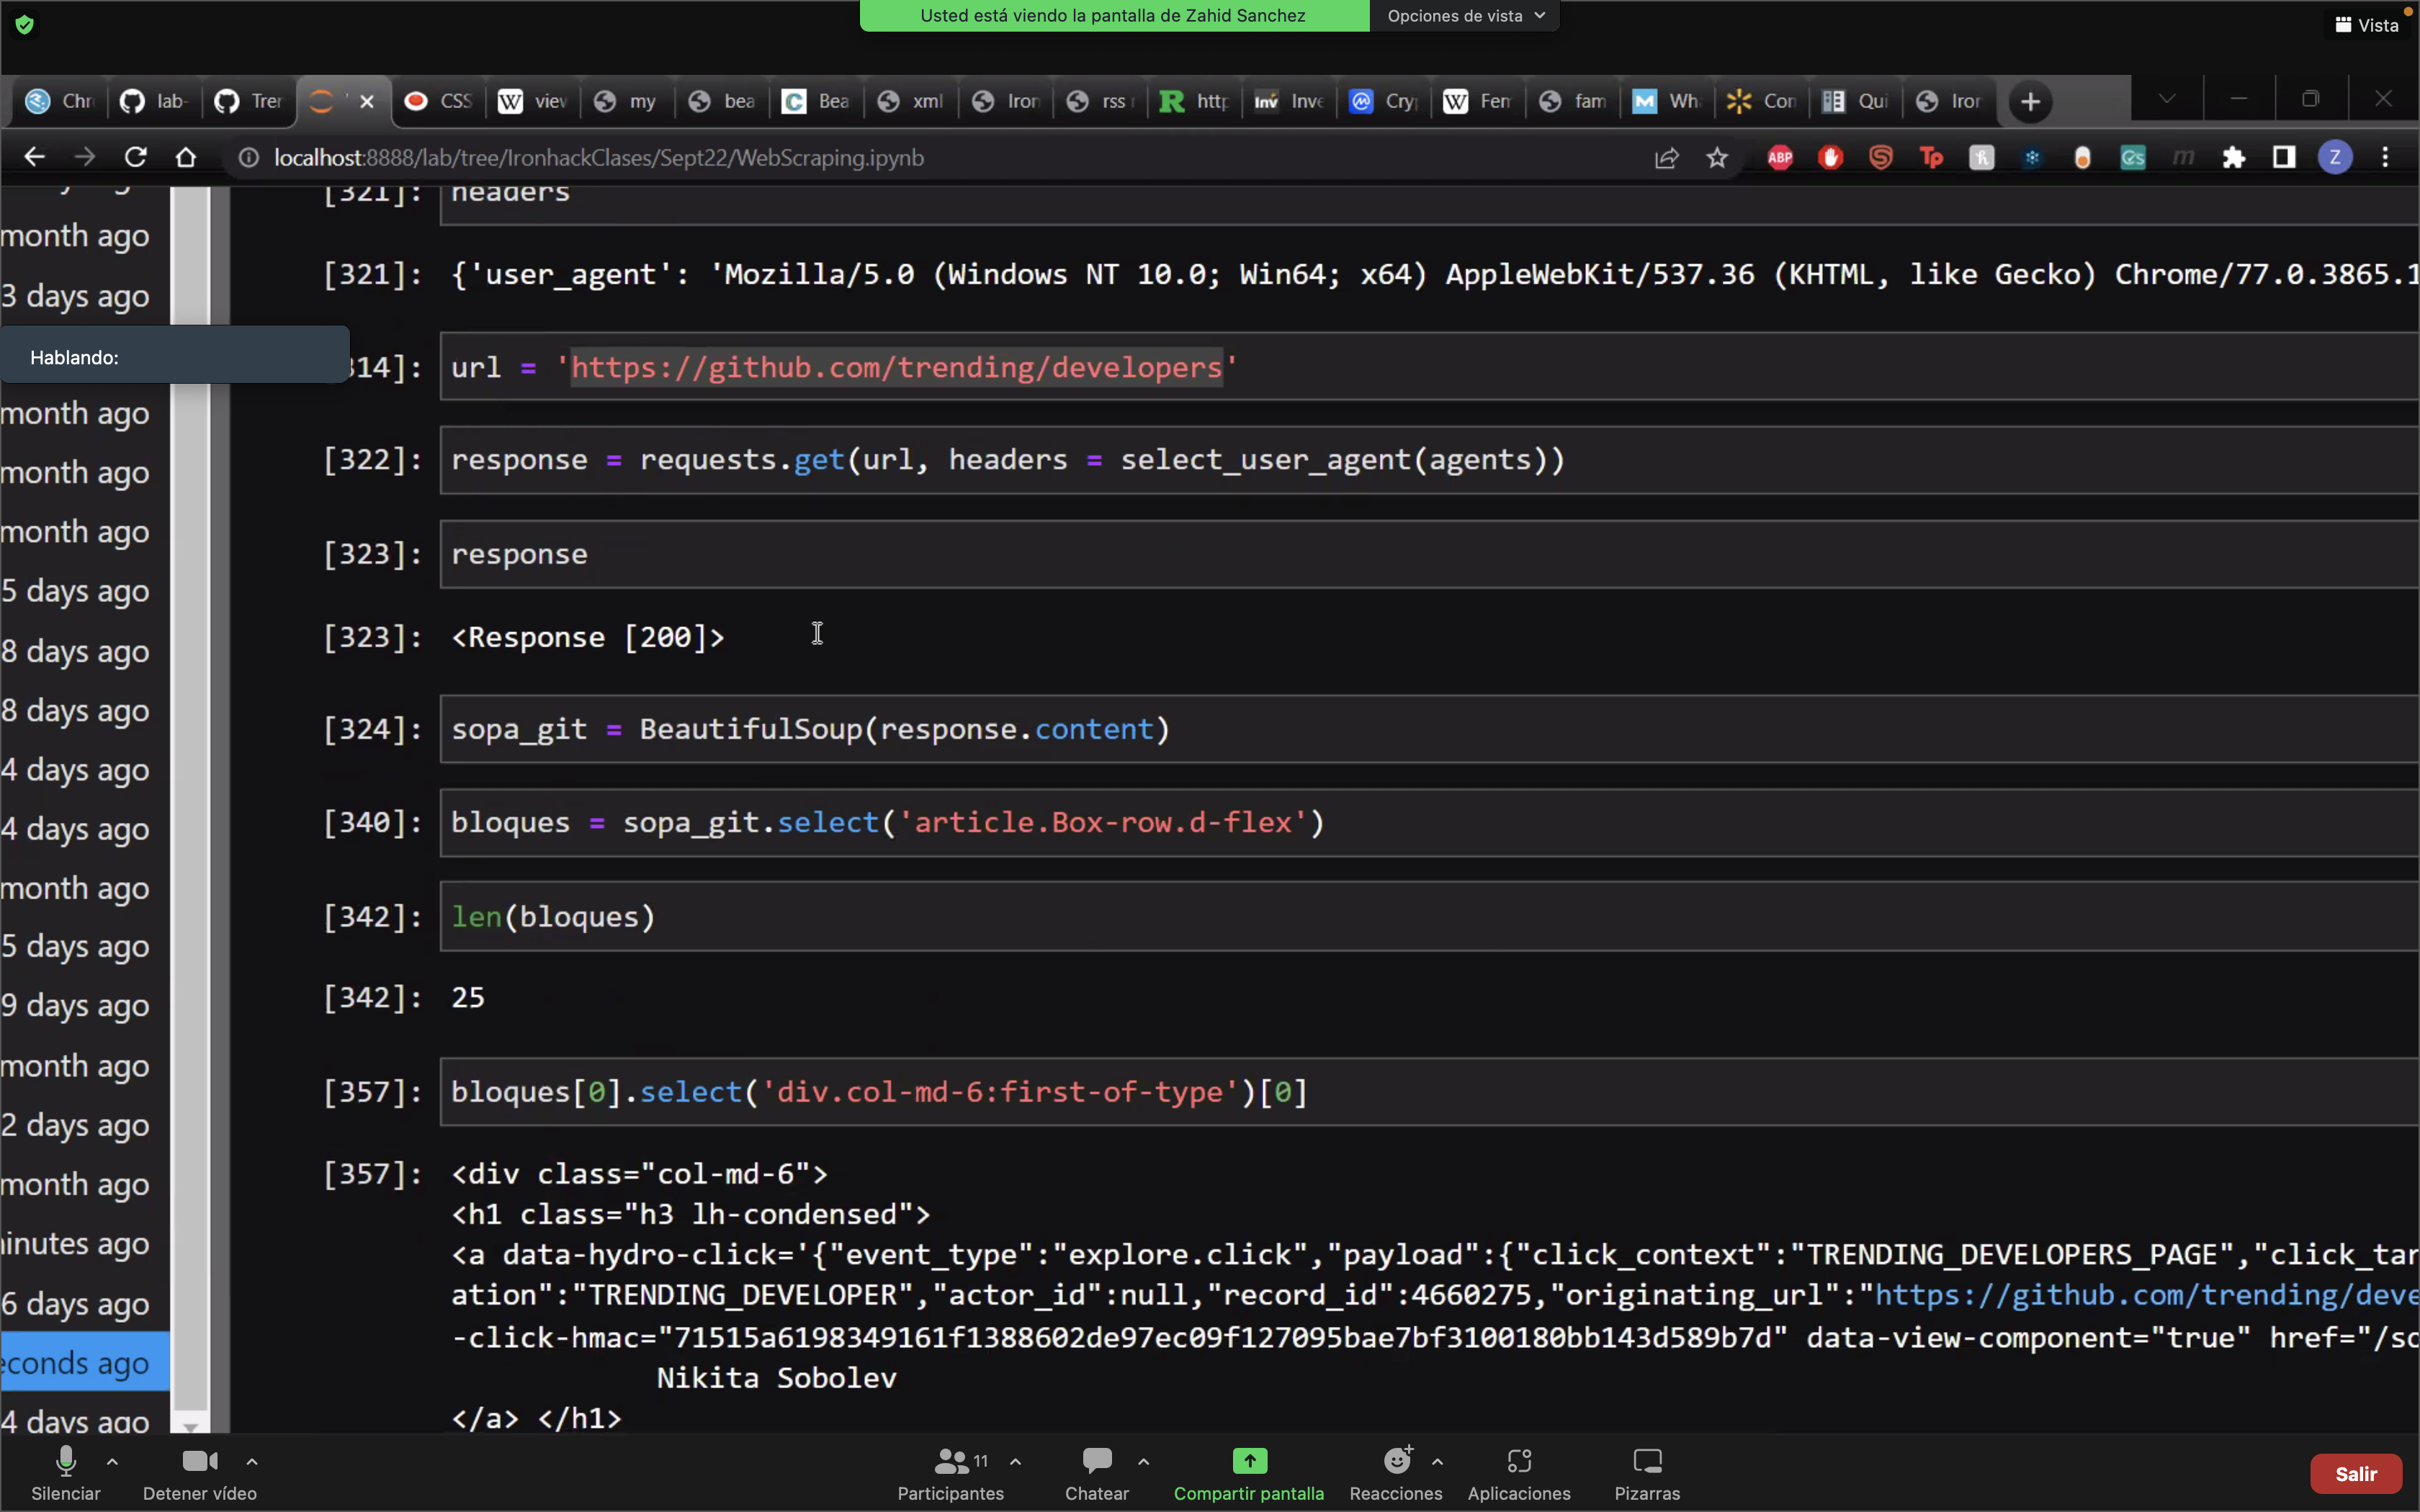 Usted está viendo la pantalla de Zahid Sanchez
Opciones de vista
Vista
Chr
lab-
Tren
CSS
view
my
bea
Bea
xml
Iron
rss
http
Inve
Cry
Fem
fam
Wh
Con
Qui
Iron
localhost:8888/lab/tree/IronhackClases/Sept22/WebScraping.ipynb
[321]: headers
month ago
[321]: {'user_agent': 'Mozilla/5.0 (Windows NT 10.0; Win64; x64) AppleWebKit/537.36 (KHTML, like Gecko) Chrome/77.0.3865.1
3 days ago
Hablando:
314]: url = 'https://github.com/trending/developers'
month ago
[322]: response = requests.get(url, headers = select_user_agent(agents))
month ago
month ago
[323]: response
5 days ago
[323]: <Response [200]>
8 days ago
8 days ago
[324]: sopa_git = BeautifulSoup(response.content)
4 days ago
[340]: bloques = sopa_git.select('article.Box-row.d-flex')
4 days ago
month ago
[342]: len(bloques)
5 days ago
[342]: 25
9 days ago
month ago
[357]: bloques[0].select('div.col-md-6:first-of-type')[0]
2 days ago
[357]: <div class="col-md-6">
month ago
<h1 class="h3 lh-condensed">
inutes ago
<a data-hydro-click='{"event_type":"explore.click","payload":{"click_context":"TRENDING_DEVELOPERS_PAGE","click_tar
ation":"TRENDING_DEVELOPER","actor_id":null,"record_id":4660275,"originating_url":"https://github.com/trending/deve
6 days ago
-click-hmac="71515a6198349161f1388602de97ec09f127095bae7bf3100180bb143d589b7d" data-view-component="true" href="/so
econds ago
Nikita Sobolev
</a> </h1>
4 days ago
11
Silenciar
Detener vídeo
Participantes
Chatear
Compartir pantalla
Reacciones
Aplicaciones
Pizarras
Salir